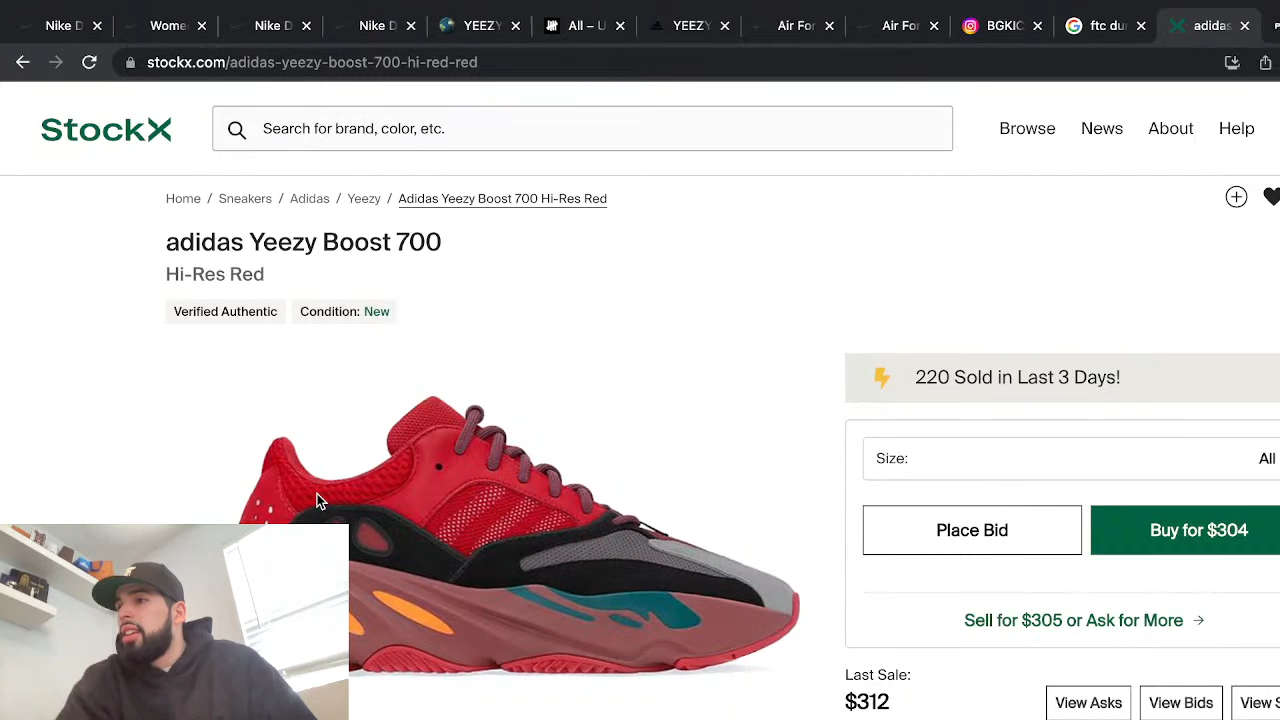 Nike D
Wome
Nike D
Nike D
YEEZY
All – U
YEEZY
Air For
Air For
BGKIC
ftc du
adidas
stockx.com/adidas-yeezy-boost-700-hi-red-red
StockX
Search for brand, color, etc.
Browse
News
About
Help
Home / Sneakers / Adidas / Yeezy / Adidas Yeezy Boost 700 Hi-Res Red
adidas Yeezy Boost 700
Hi-Res Red
Verified Authentic
Condition: New
220 Sold in Last 3 Days!
Size:
All
Place Bid
Buy for $304
Sell for $305 or Ask for More →
Last Sale:
$312
View Asks
View Bids
View S